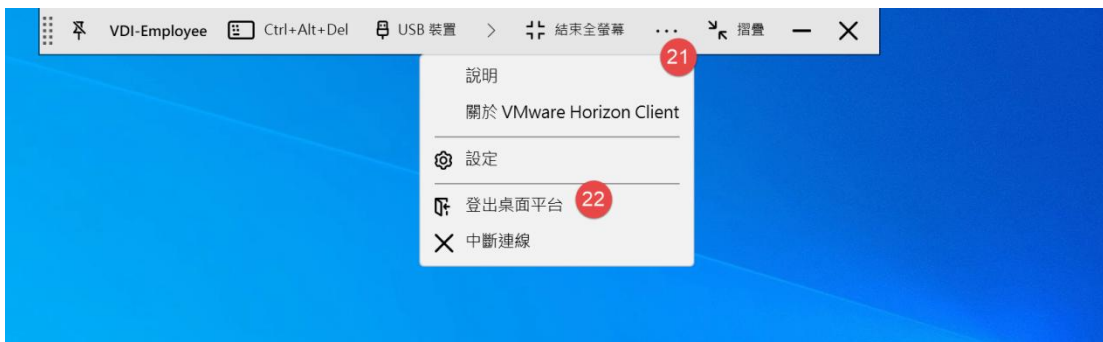 VDI-Employee Ctrl+Alt+Del USB 裝置 > 結束全螢幕 ... 摺疊
21
說明
關於 VMware Horizon Client
設定
登出桌面平台 22
中斷連線